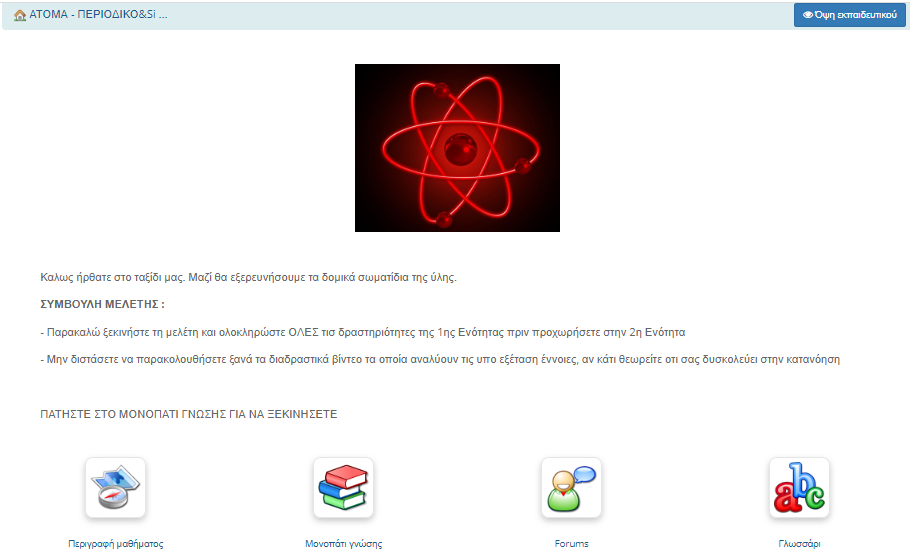 ΑΤΟΜΑ - ΠΕΡΙΟΔΙΚΟ&Si ...
Όψη εκπαιδευτικού
Καλως ήρθατε στο ταξίδι μας. Μαζί θα εξερευνήσουμε τα δομικά σωματίδια της ύλης.
ΣΥΜΒΟΥΛΗ ΜΕΛΕΤΗΣ :
- Παρακαλώ ξεκινήστε τη μελέτη και ολοκληρώστε ΟΛΕΣ τισ δραστηριότητες της 1ης Ενότητας πριν προχωρήσετε στην 2η Ενότητα
- Μην διστάσετε να παρακολουθήσετε ξανά τα διαδραστικά βίντεο τα οποία αναλύουν τις υπο εξέταση έννοιες, αν κάτι θεωρείτε οτι σας δυσκολεύει στην κατανόηση
ΠΑΤΗΣΤΕ ΣΤΟ ΜΟΝΟΠΑΤΙ ΓΝΩΣΗΣ ΓΙΑ ΝΑ ΞΕΚΙΝΗΣΕΤΕ
abc
Περιγραφή μαθήματος
Μονοπάτι γνώσης
Forums
Γλωσσάρι